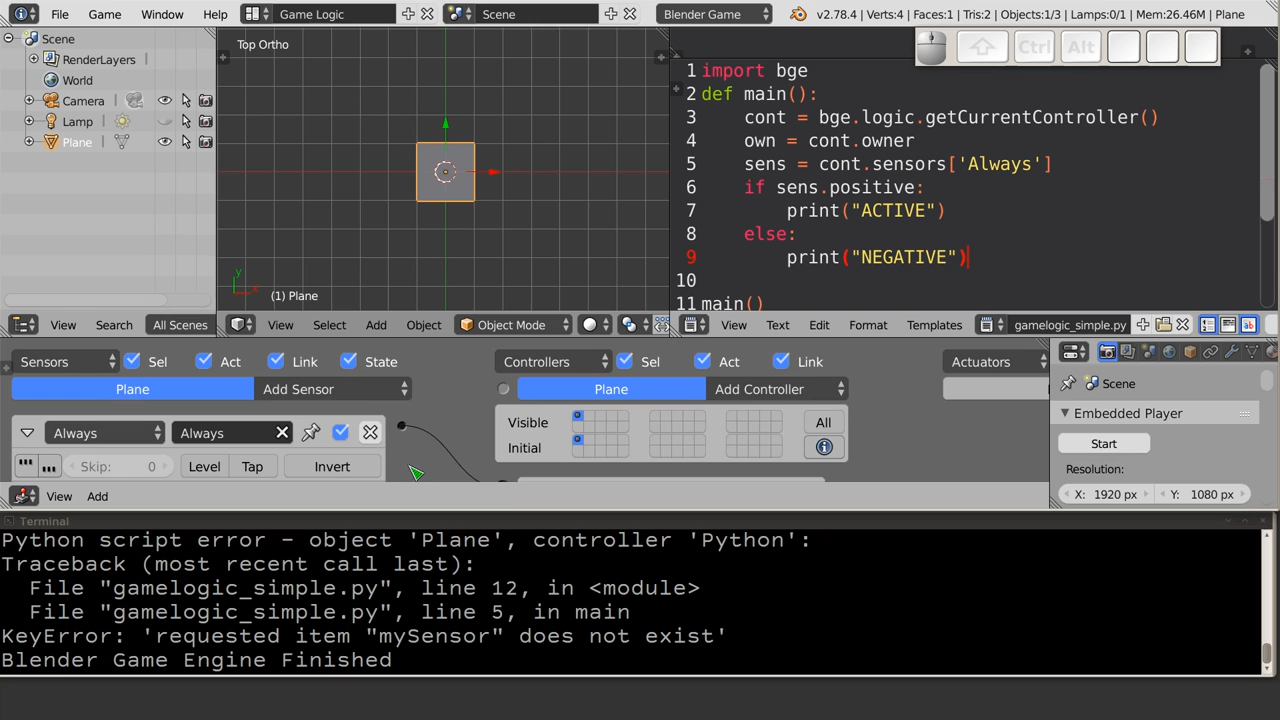 File Game Window Help Game Logic Scene Blender Game v2.78.4 | Verts:4 | Faces:1 | Tris:2 | Objects:1/3 | Lamps:0/1 | Mem:26.46M | Plane
Scene
RenderLayers
World
Camera
Lamp
Plane
View Search All Scenes
Top Ortho
y
x
(1) Plane
View Select Add Object Object Mode
Ctrl Alt
1 import bge
2 def main():
3 cont = bge.logic.getCurrentController()
4 own = cont.owner
5 sens = cont.sensors['Always']
6 if sens.positive:
7 print("ACTIVE")
8 else:
9 print("NEGATIVE")
10
11 main()
View Text Edit Format Templates gamelogic_simple.py
Sensors Sel Act Link State
Plane Add Sensor
Always Always
Skip: 0 Level Tap Invert
Controllers Sel Act Link
Plane Add Controller
Visible All
Initial
Actuators
View Add
Scene
Embedded Player
Start
Resolution:
X: 1920 px Y: 1080 px
Terminal
Python script error - object 'Plane', controller 'Python':
Traceback (most recent call last):
File "gamelogic_simple.py", line 12, in <module>
File "gamelogic_simple.py", line 5, in main
KeyError: 'requested item "mySensor" does not exist'
Blender Game Engine Finished